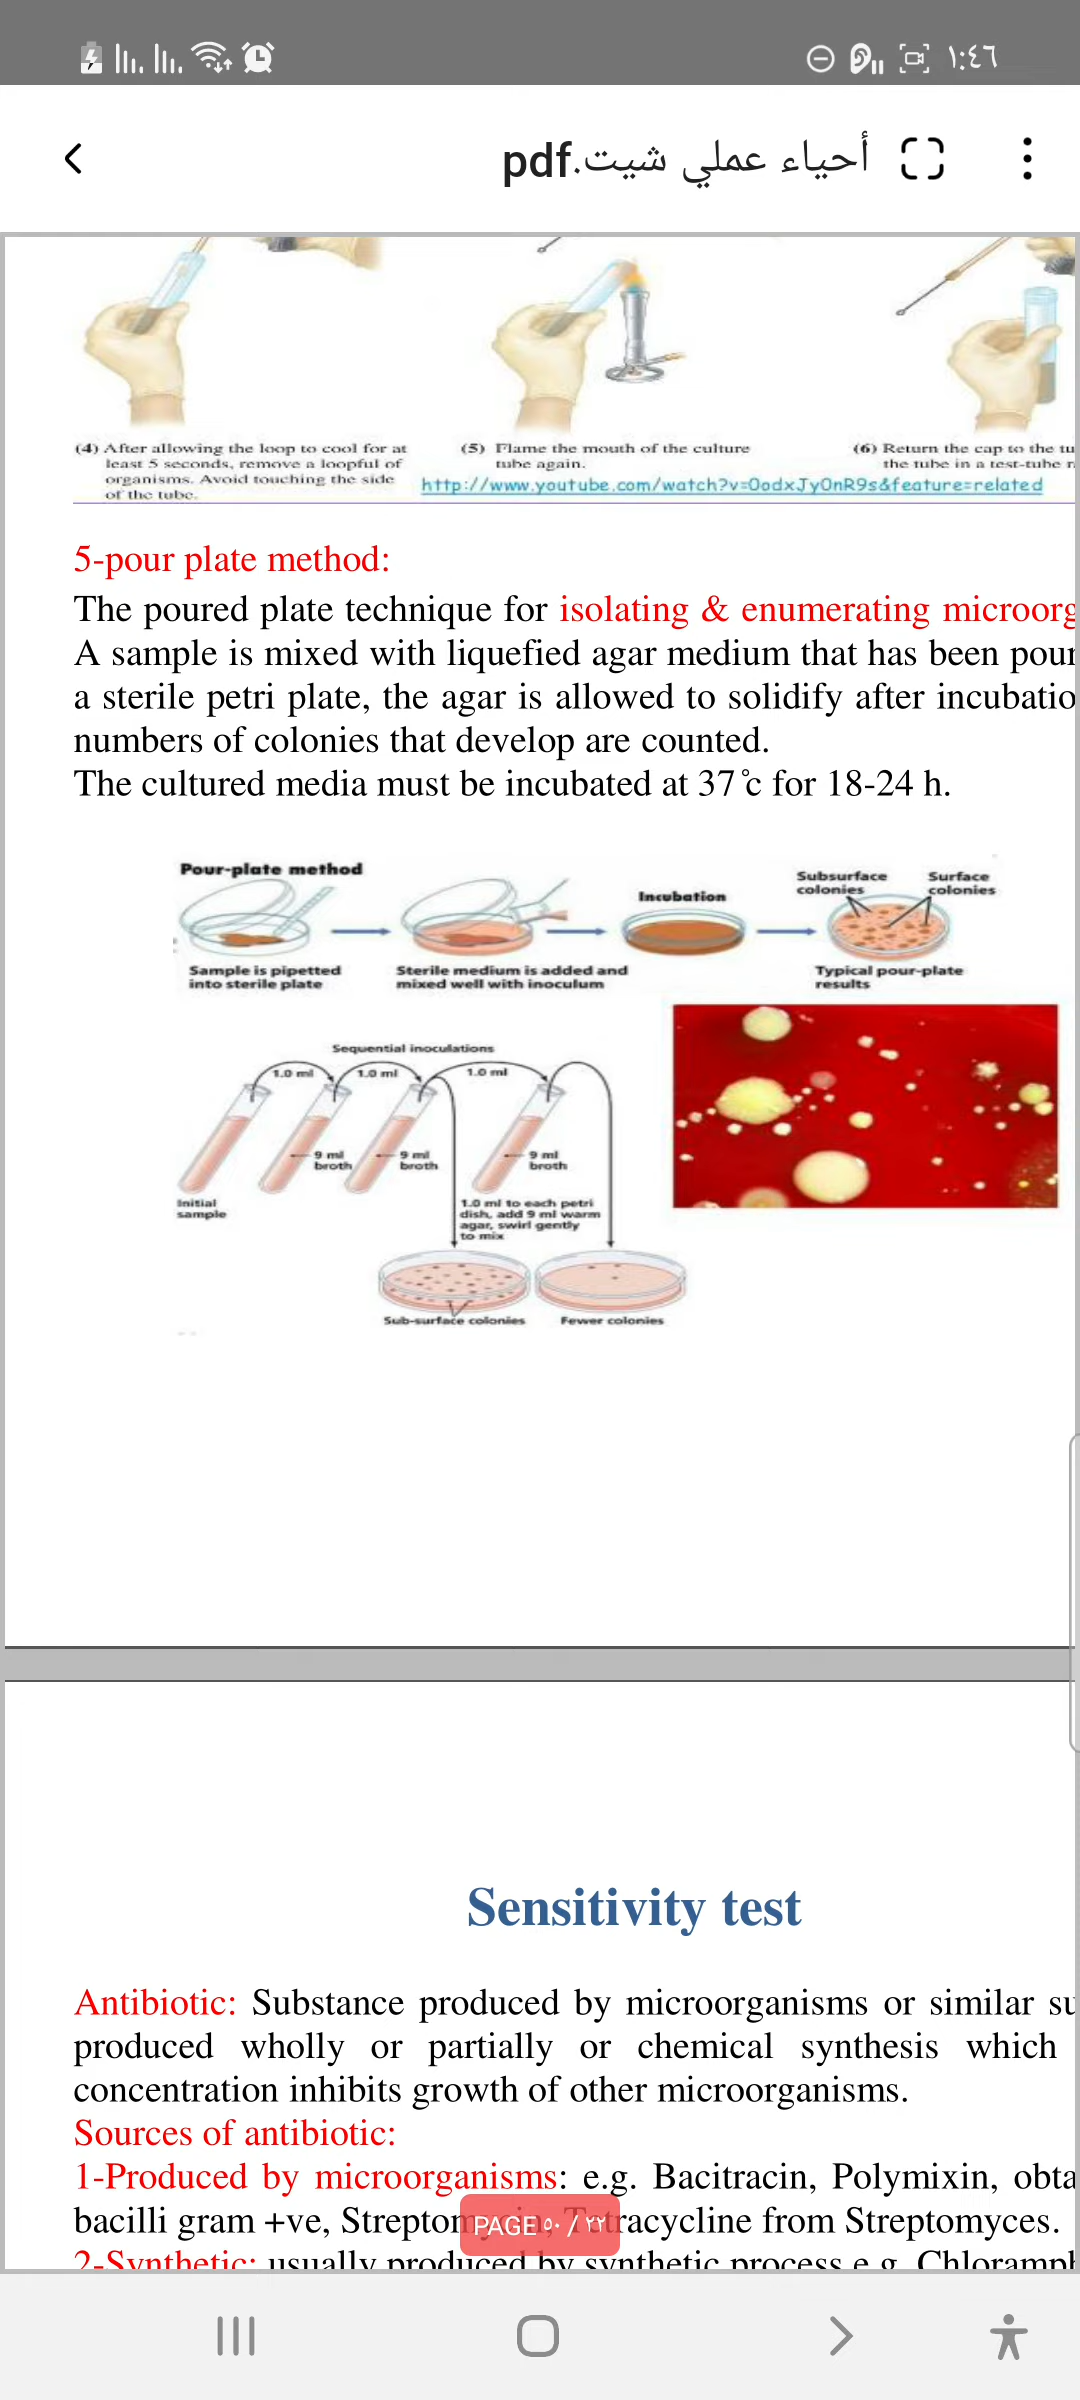 ١:٤٦
أحياء عملي شيت.pdf
(4) After allowing the loop to cool for at
least 5 seconds, remove a loopful of
organisms. Avoid touching the side
of the tube.
(5) Flame the mouth of the culture
tube again.
(6) Return the cap to the tu
the tube in a test-tube r
http://www.youtube.com/watch?v=OodxJyOnR9s&feature=related
5-pour plate method:
The poured plate technique for isolating & enumerating microorg
A sample is mixed with liquefied agar medium that has been pour
a sterile petri plate, the agar is allowed to solidify after incubatio
numbers of colonies that develop are counted.
The cultured media must be incubated at 37 ̊c for 18-24 h.
Pour-plate method
Incubation
Subsurface
colonies
Surface
colonies
Sample is pipetted
into sterile plate
Sterile medium is added and
mixed well with inoculum
Typical pour-plate
results
Sequential inoculations
1.0 ml
1.0 ml
1.0 ml
9 ml
broth
9 ml
broth
9 ml
broth
Initial
sample
1.0 ml to each petri
dish, add 9 ml warm
agar, swirl gently
to mix
Sub-surface colonies
Fewer colonies
Sensitivity test
Antibiotic: Substance produced by microorganisms or similar su
produced wholly or partially or chemical synthesis which
concentration inhibits growth of other microorganisms.
Sources of antibiotic:
1-Produced by microorganisms: e.g. Bacitracin, Polymixin, obta
bacilli gram +ve, Streptomycin, Tetracycline from Streptomyces.
PAGE ٥٠ / ٢٢
2-Synthetic: usually produced by synthetic process e.g. Chloramph